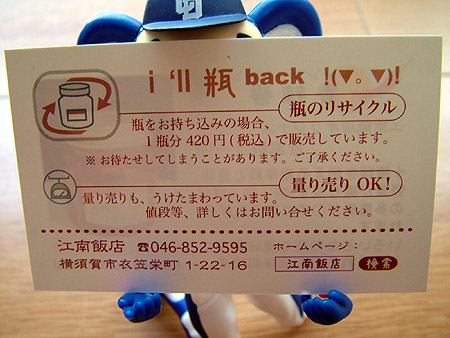 i 'll 瓶 back !(▼。▼)!
瓶のリサイクル
瓶をお持ち込みの場合、
1瓶分 420円(税込)で販売しています。
※ お待たせしてしまうことがあります。ご了承ください。
量り売り OK!
量り売りも、うけたまわっています。
値段等、詳しくはお問い合せください。
江南飯店 ☎046-852-9595 ホームページ:
横須賀市衣笠栄町 1-22-16 江南飯店 検索